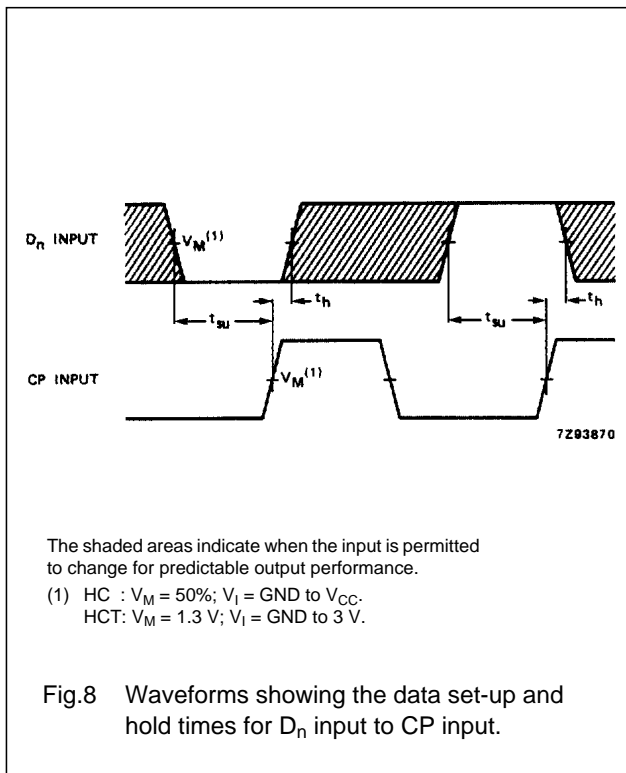 Dn INPUT
VM(1)
th
tsu
th
tsu
CP INPUT
VM(1)
7Z93870
The shaded areas indicate when the input is permitted
to change for predictable output performance.
(1) HC : VM = 50%; VI = GND to VCC.
HCT: VM = 1.3 V; VI = GND to 3 V.
Fig.8 Waveforms showing the data set-up and
hold times for Dn input to CP input.